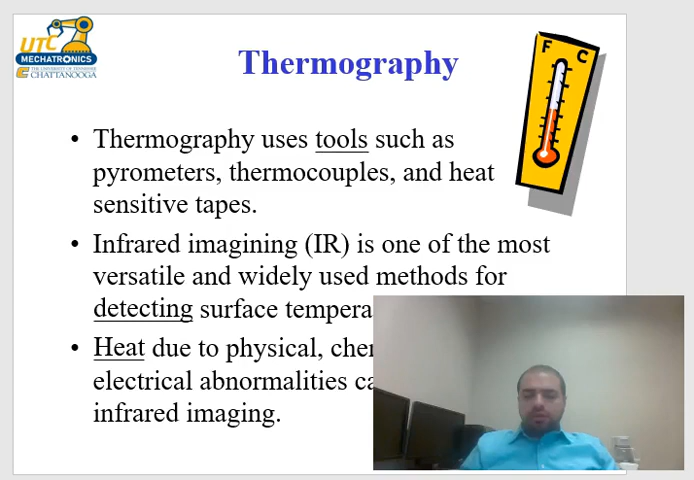 UTC
MECHATRONICS
THE UNIVERSITY OF TENNESSEE
CHATTANOOGA
Thermography
F C
• Thermography uses tools such as
pyrometers, thermocouples, and heat
sensitive tapes.
• Infrared imagining (IR) is one of the most
versatile and widely used methods for
detecting surface tempera
• Heat due to physical, che
electrical abnormalities ca
infrared imaging.